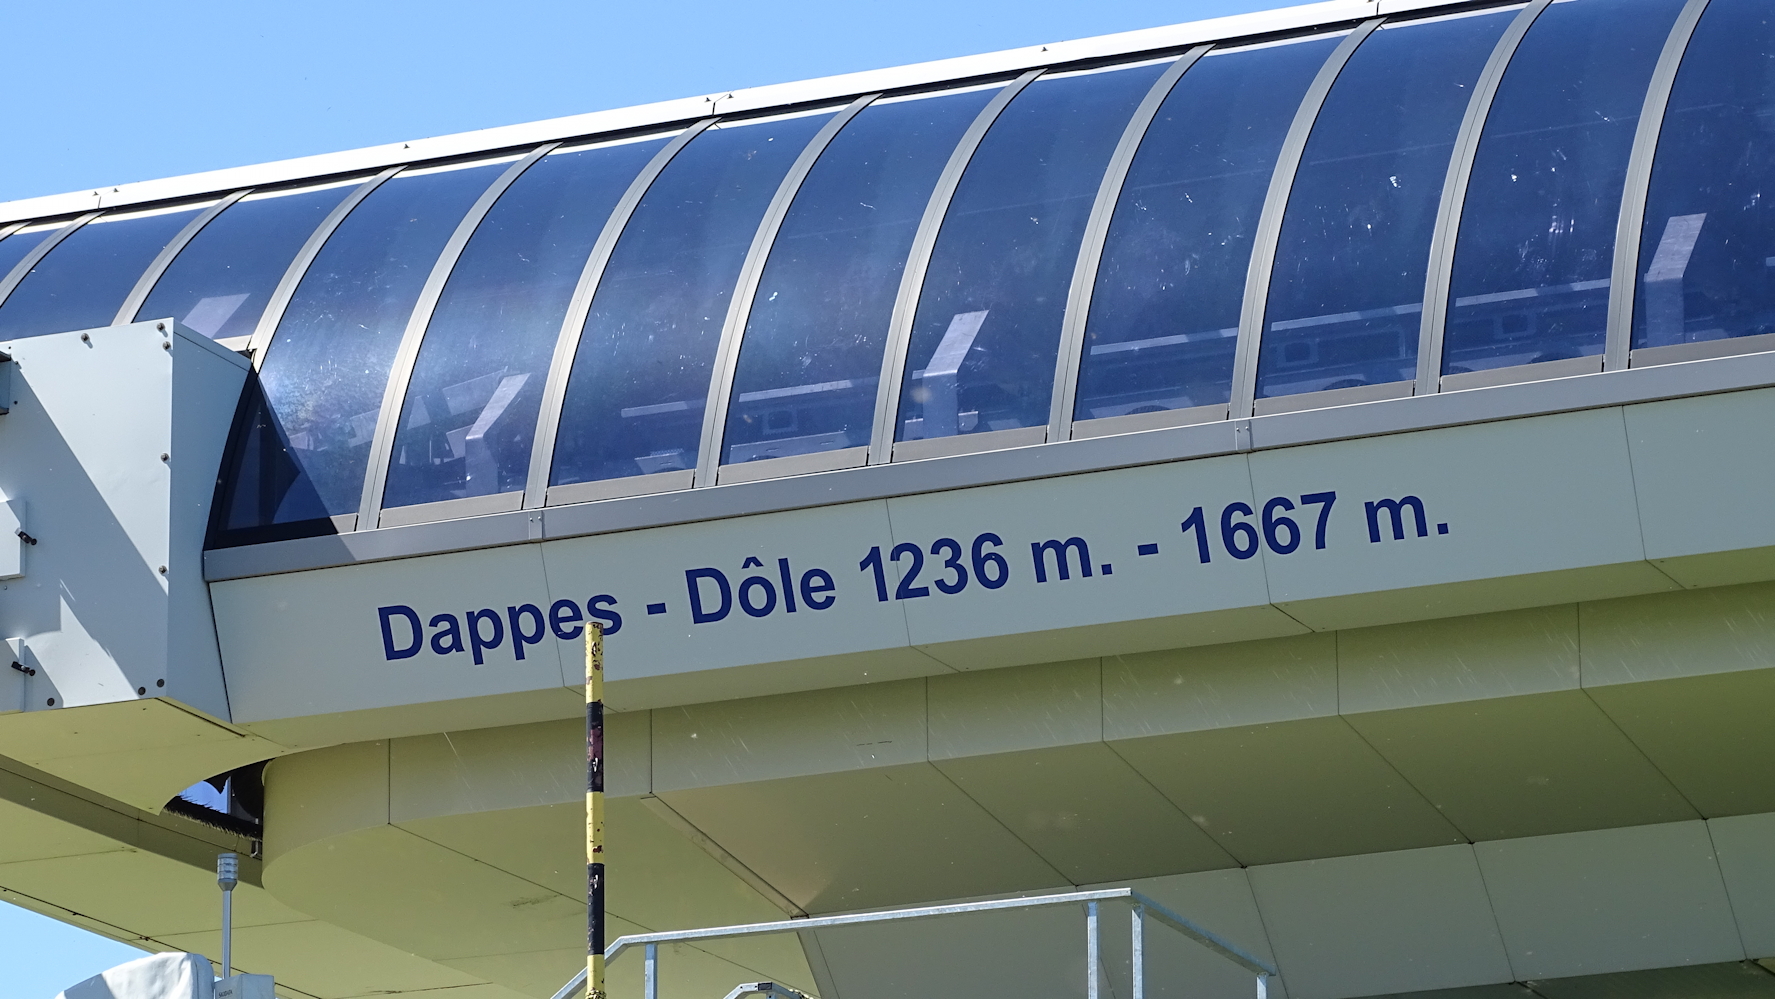 Dappes - Dôle 1236 m. - 1667 m.